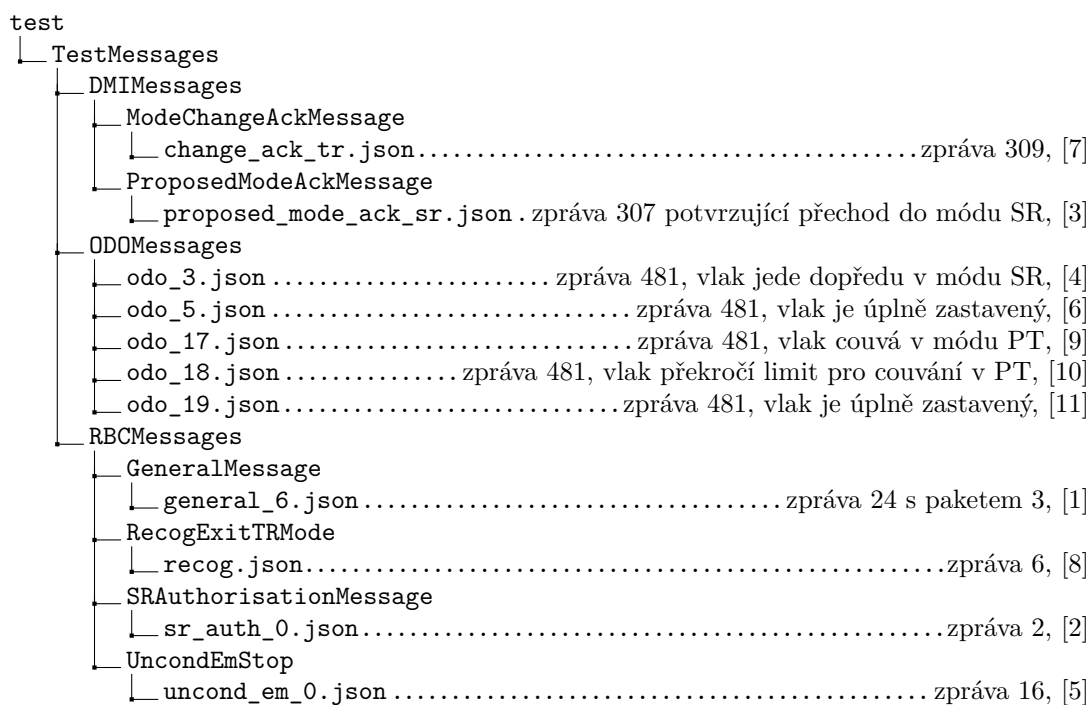 test
TestMessages
DMIMessages
ModeChangeAckMessage
change_ack_tr.json............................................zpráva 309, [7]
ProposedModeAckMessage
proposed_mode_ack_sr.json . zpráva 307 potvrzující přechod do módu SR, [3]
ODOMessages
odo_3.json ........................ zpráva 481, vlak jede dopředu v módu SR, [4]
odo_5.json ............................... zpráva 481, vlak je úplně zastavený, [6]
odo_17.json ............................... zpráva 481, vlak couvá v módu PT, [9]
odo_18.json ............... zpráva 481, vlak překročí limit pro couvání v PT, [10]
odo_19.json ............................. zpráva 481, vlak je úplně zastavený, [11]
RBCMessages
GeneralMessage
general_6.json .................................... zpráva 24 s paketem 3, [1]
RecogExitTRMode
recog.json........................................................zpráva 6, [8]
SRAuthorisationMessage
sr_auth_0.json...................................................zpráva 2, [2]
UncondEmStop
uncond_em_0.json ............................................... zpráva 16, [5]